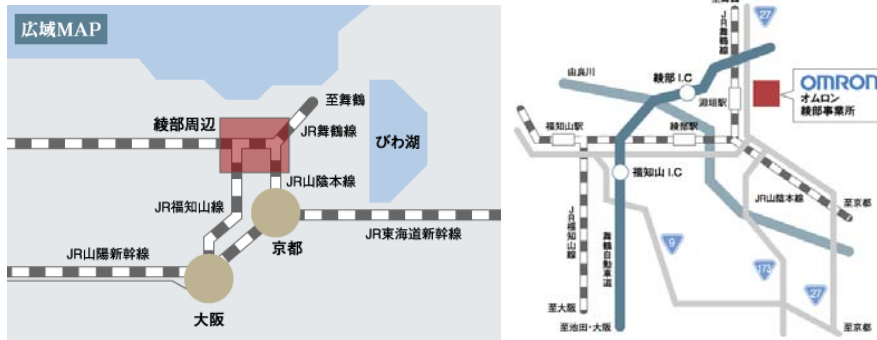 広域MAP
至舞鶴
綾部周辺
JR舞鶴線
びわ湖
JR山陰本線
JR福知山線
京都
JR東海道新幹線
JR山陽新幹線
大阪
至舞鶴
27
JR舞鶴線
綾部 I.C
由良川
淵垣駅
OMRON
オムロン
綾部事業所
福知山駅
綾部駅
福知山 I.C
JR山陰本線
至京都
JR福知山線
舞鶴自動車道
9
173
27
至大阪
至池田・大阪
至京都